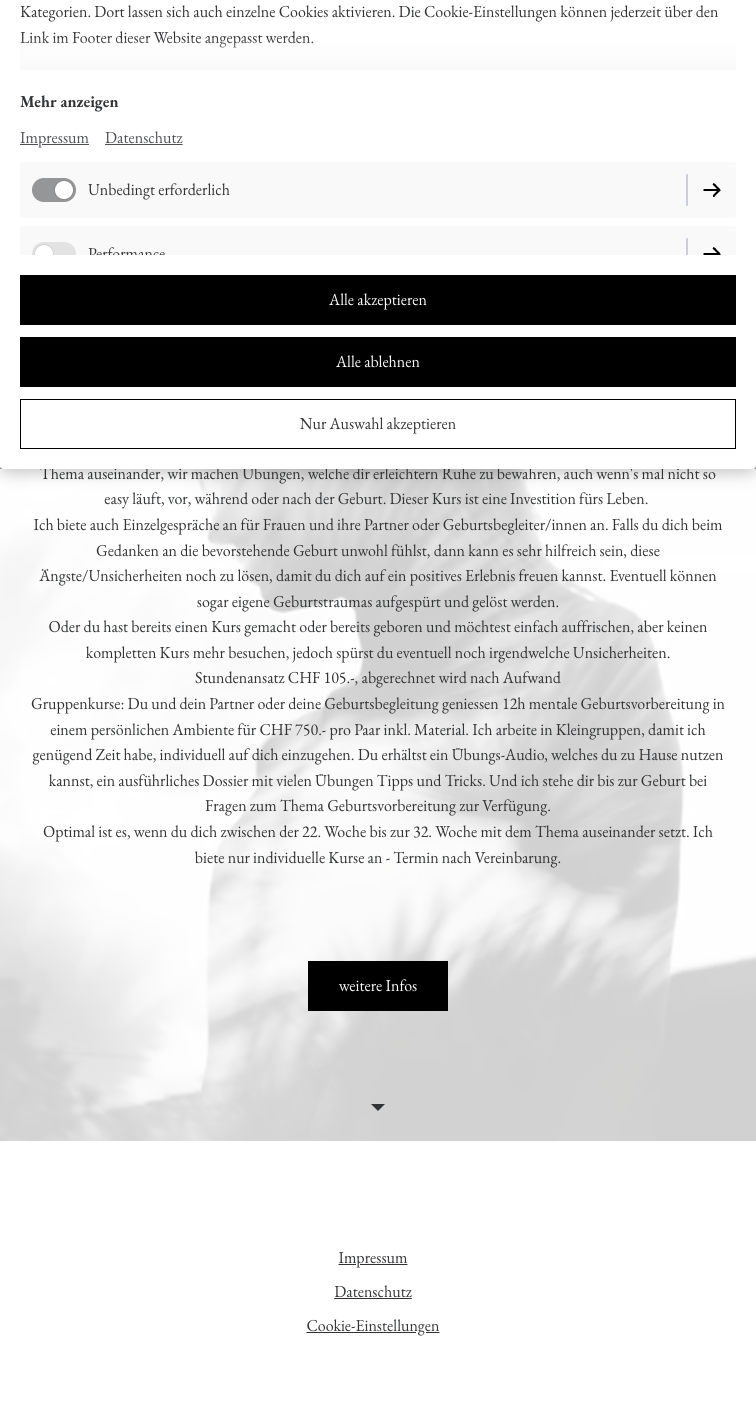 Kategorien. Dort lassen sich auch einzelne Cookies aktivieren. Die Cookie-Einstellungen können jederzeit über den
Link im Footer dieser Website angepasst werden.
Mehr anzeigen
Impressum Datenschutz
Unbedingt erforderlich
Performance
Alle akzeptieren
Alle ablehnen
Nur Auswahl akzeptieren
Thema auseinander, wir machen Übungen, welche dir erleichtern Ruhe zu bewahren, auch wenn's mal nicht so
easy läuft, vor, während oder nach der Geburt. Dieser Kurs ist eine Investition fürs Leben.
Ich biete auch Einzelgespräche an für Frauen und ihre Partner oder Geburtsbegleiter/innen an. Falls du dich beim
Gedanken an die bevorstehende Geburt unwohl fühlst, dann kann es sehr hilfreich sein, diese
Ängste/Unsicherheiten noch zu lösen, damit du dich auf ein positives Erlebnis freuen kannst. Eventuell können
sogar eigene Geburtstraumas aufgespürt und gelöst werden.
Oder du hast bereits einen Kurs gemacht oder bereits geboren und möchtest einfach auffrischen, aber keinen
kompletten Kurs mehr besuchen, jedoch spürst du eventuell noch irgendwelche Unsicherheiten.
Stundenansatz CHF 105.-, abgerechnet wird nach Aufwand
Gruppenkurse: Du und dein Partner oder deine Geburtsbegleitung geniessen 12h mentale Geburtsvorbereitung in
einem persönlichen Ambiente für CHF 750.- pro Paar inkl. Material. Ich arbeite in Kleingruppen, damit ich
genügend Zeit habe, individuell auf dich einzugehen. Du erhältst ein Übungs-Audio, welches du zu Hause nutzen
kannst, ein ausführliches Dossier mit vielen Übungen Tipps und Tricks. Und ich stehe dir bis zur Geburt bei
Fragen zum Thema Geburtsvorbereitung zur Verfügung.
Optimal ist es, wenn du dich zwischen der 22. Woche bis zur 32. Woche mit dem Thema auseinander setzt. Ich
biete nur individuelle Kurse an - Termin nach Vereinbarung.
weitere Infos
Impressum
Datenschutz
Cookie-Einstellungen